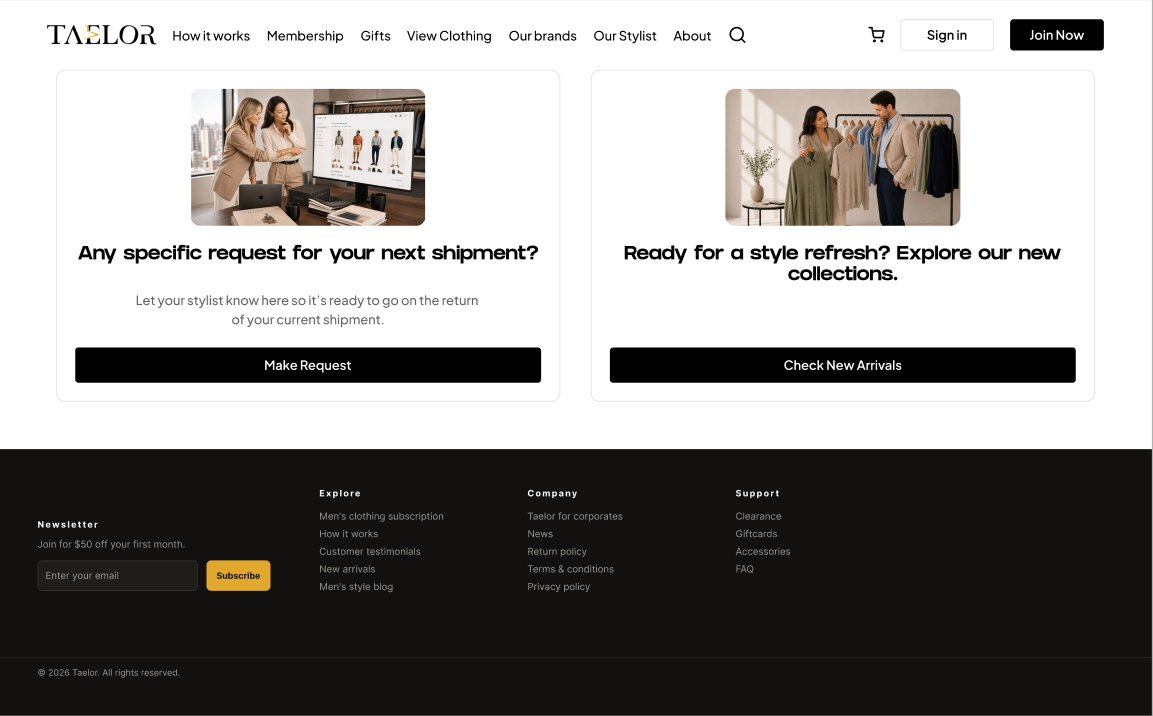 TAELOR How it works Membership Gifts View Clothing Our brands Our Stylist About Sign in Join Now
Any specific request for your next shipment?
Let your stylist know here so it's ready to go on the return
of your current shipment.
Make Request
Ready for a style refresh? Explore our new
collections.
Check New Arrivals
Newsletter
Join for $50 off your first month.
Enter your email
Subscribe
Explore
Men's clothing subscription
How it works
Customer testimonials
New arrivals
Men's style blog
Company
Taelor for corporates
News
Return policy
Terms & conditions
Privacy policy
Support
Clearance
Giftcards
Accessories
FAQ
© 2026 Taelor. All rights reserved.